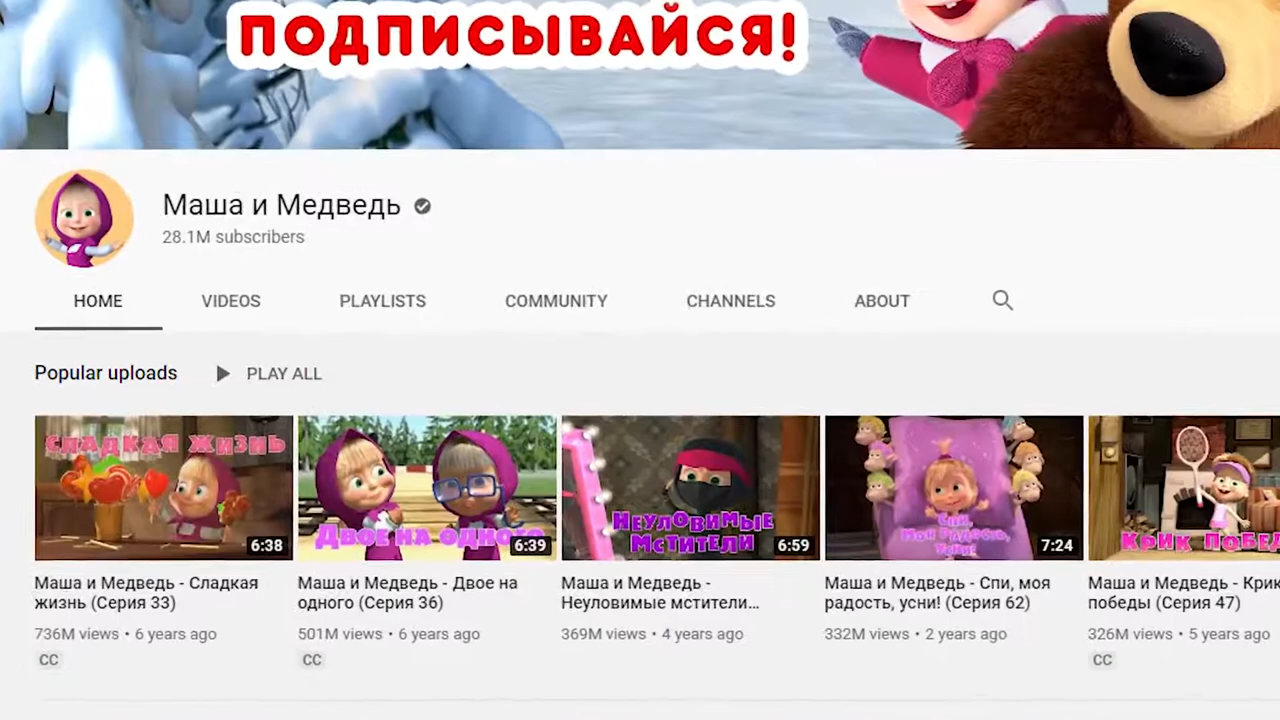 ПОДПИСЫВАЙСЯ!
Маша и Медведь
28.1M subscribers
HOME VIDEOS PLAYLISTS COMMUNITY CHANNELS ABOUT
Popular uploads PLAY ALL
СЛАДКАЯ ЖИЗНЬ
6:38
Маша и Медведь - Сладкая
жизнь (Серия 33)
736M views • 6 years ago
CC
ДВОЕ НА ОДНОГО
6:39
Маша и Медведь - Двое на
одного (Серия 36)
501M views • 6 years ago
CC
НЕУЛОВИМЫЕ
МСТИТЕЛИ
6:59
Маша и Медведь -
Неуловимые мстители...
369M views • 4 years ago
СПИ,
МОЯ РАДОСТЬ,
УСНИ!
7:24
Маша и Медведь - Спи, моя
радость, усни! (Серия 62)
332M views • 2 years ago
КРИК ПОБЕД
Маша и Медведь - Крик
победы (Серия 47)
326M views • 5 years ago
CC